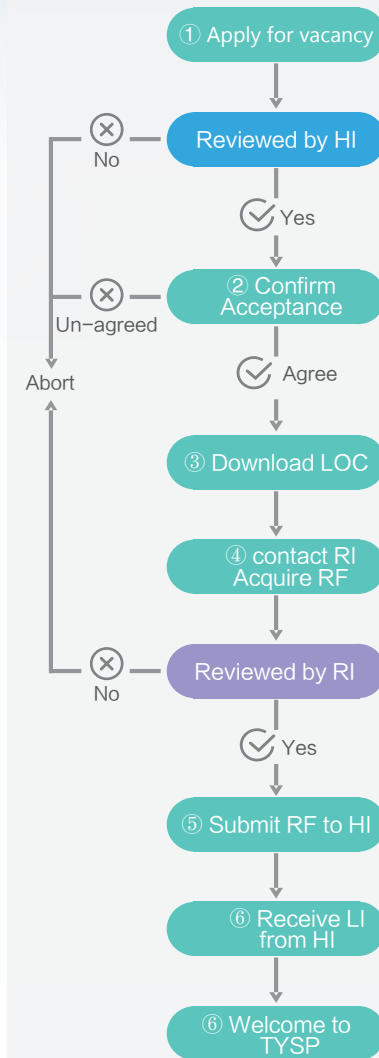 ① Apply for vacancy
Reviewed by HI
No
Yes
② Confirm
Acceptance
Un-agreed
Agree
Abort
③ Download LOC
④ contact RI
Acquire RF
Reviewed by RI
No
Yes
⑤ Submit RF to HI
⑥ Receive LI
from HI
⑥ Welcome to
TYSP